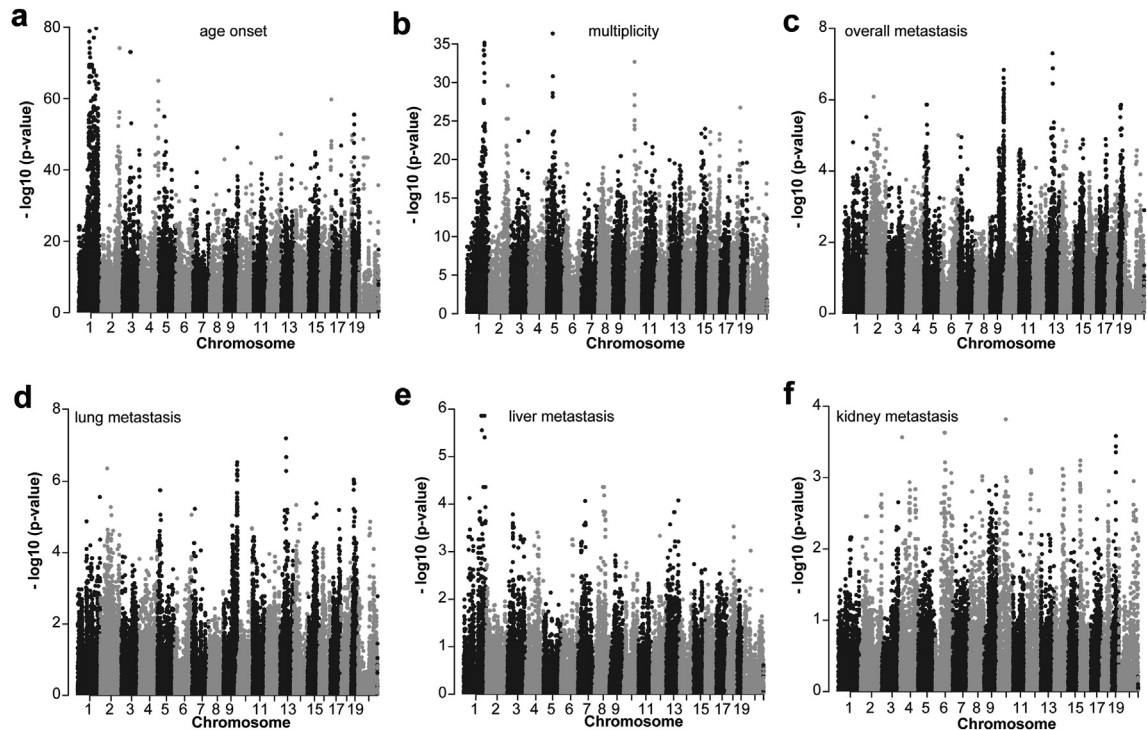 a
age onset
80
60
40
20
0
- log10 (p-value)
1 2 3 4 5 6 7 8 9 11 13 15 17 19
Chromosome
b
multiplicity
35
30
25
20
15
10
5
0
- log10 (p-value)
1 2 3 4 5 6 7 8 9 11 13 15 17 19
Chromosome
c
overall metastasis
8
6
4
2
0
- log10 (p-value)
1 2 3 4 5 6 7 8 9 11 13 15 17 19
Chromosome
d
lung metastasis
8
6
4
2
0
- log10 (p-value)
1 2 3 4 5 6 7 8 9 11 13 15 17 19
Chromosome
e
liver metastasis
6
5
4
3
2
1
0
- log10 (p-value)
1 2 3 4 5 6 7 8 9 11 13 15 17 19
Chromosome
f
kidney metastasis
4
3
2
1
0
- log10 (p-value)
1 2 3 4 5 6 7 8 9 11 13 15 17 19
Chromosome